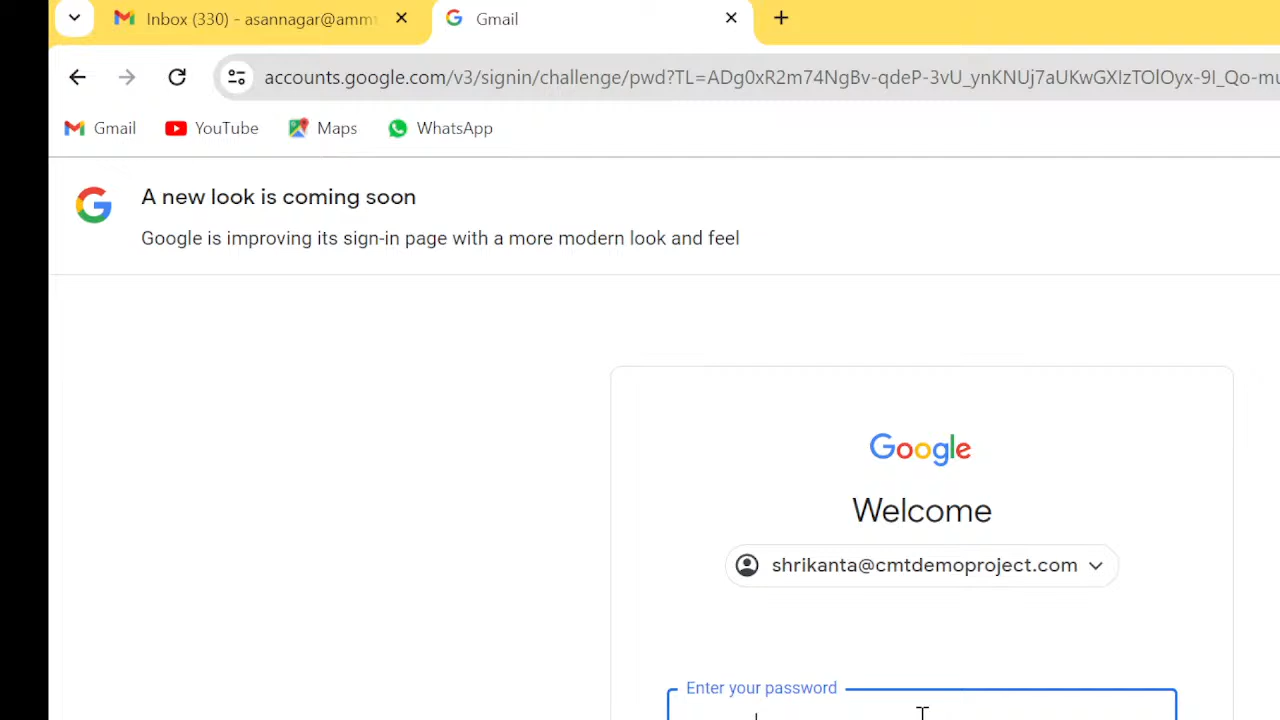 Inbox (330) - asannagar@amm
Gmail
accounts.google.com/v3/signin/challenge/pwd?TL=ADg0xR2m74NgBv-qdeP-3vU_ynKNUj7aUKwGXIzTOlOyx-9I_Qo-mu
Gmail YouTube Maps WhatsApp
A new look is coming soon
Google is improving its sign-in page with a more modern look and feel
Google
Welcome
shrikanta@cmtdemoproject.com
Enter your password